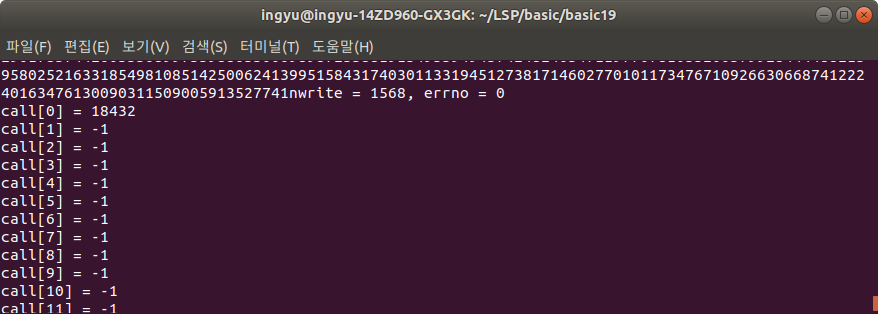 ingyu@ingyu-14ZD960-GX3GK: ~/LSP/basic/basic19
파일(F) 편집(E) 보기(V) 검색(S) 터미널(T) 도움말(H)
9580252163318549810851425006241399515843174030113319451273817146027701011734767109266306687412222
40163476130090311509005913527741nwrite = 1568, errno = 0
call[0] = 18432
call[1] = -1
call[2] = -1
call[3] = -1
call[4] = -1
call[5] = -1
call[6] = -1
call[7] = -1
call[8] = -1
call[9] = -1
call[10] = -1
call[11] = -1